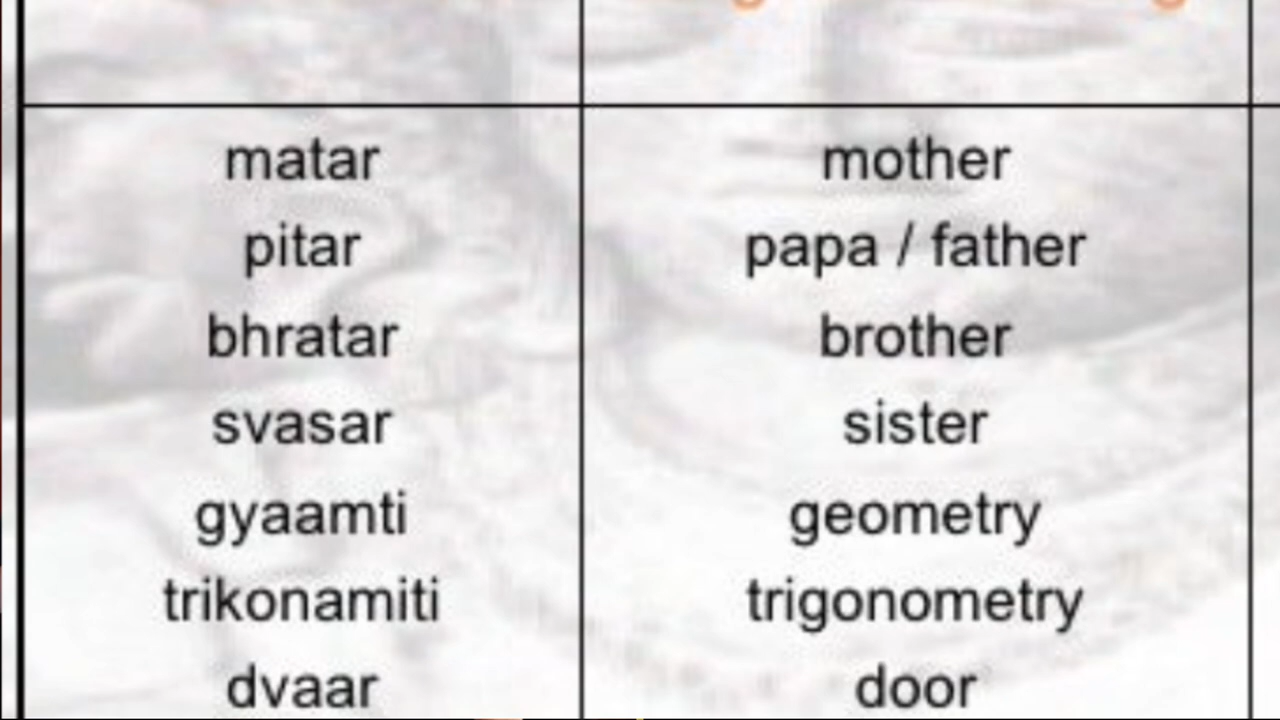 matar mother
pitar papa / father
bhratar brother
svasar sister
gyaamti geometry
trikonamiti trigonometry
dvaar door